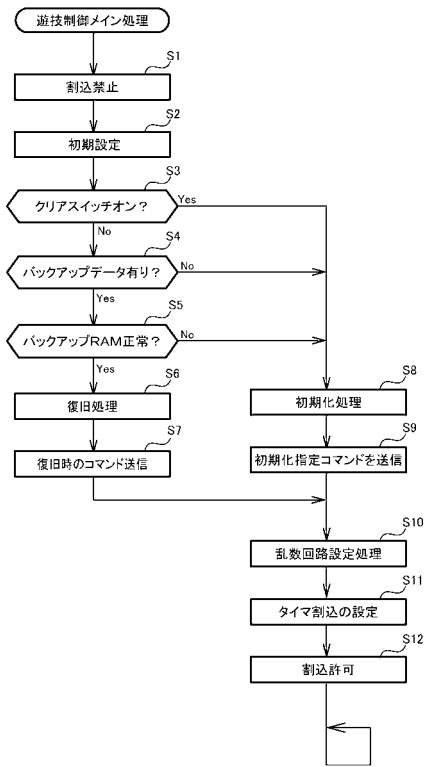 遊技制御メイン処理
S1
割込禁止
S2
初期設定
S3
クリアスイッチオン？
Yes
No
S4
バックアップデータ有り？
No
Yes
S5
バックアップRAM正常？
No
Yes
S6
復旧処理
S7
復旧時のコマンド送信
S8
初期化処理
S9
初期化指定コマンドを送信
S10
乱数回路設定処理
S11
タイマ割込の設定
S12
割込許可